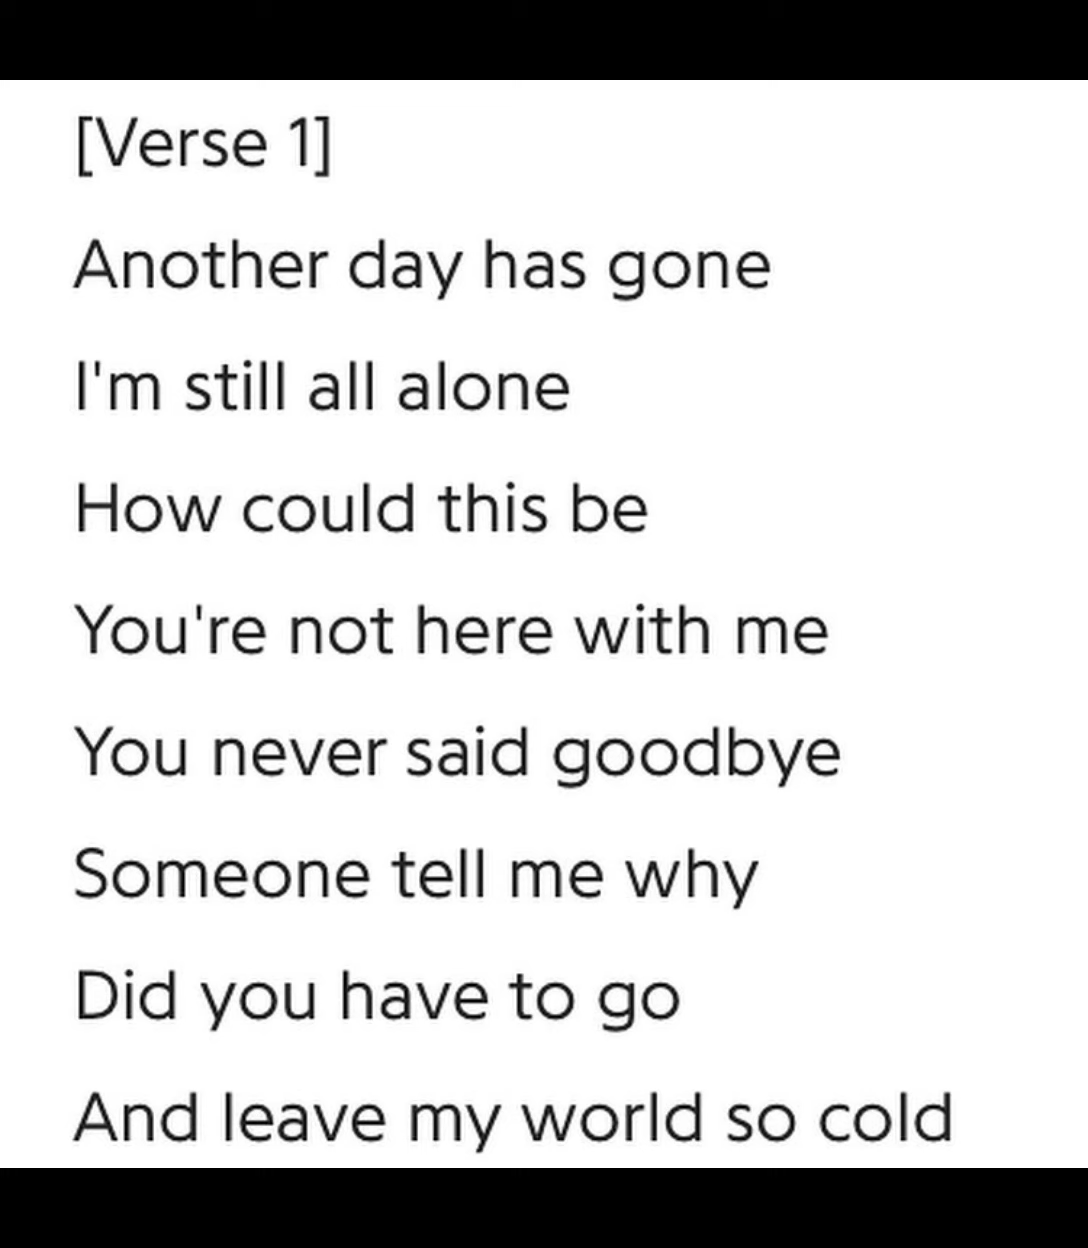 [Verse 1]
Another day has gone
I'm still all alone
How could this be
You're not here with me
You never said goodbye
Someone tell me why
Did you have to go
And leave my world so cold